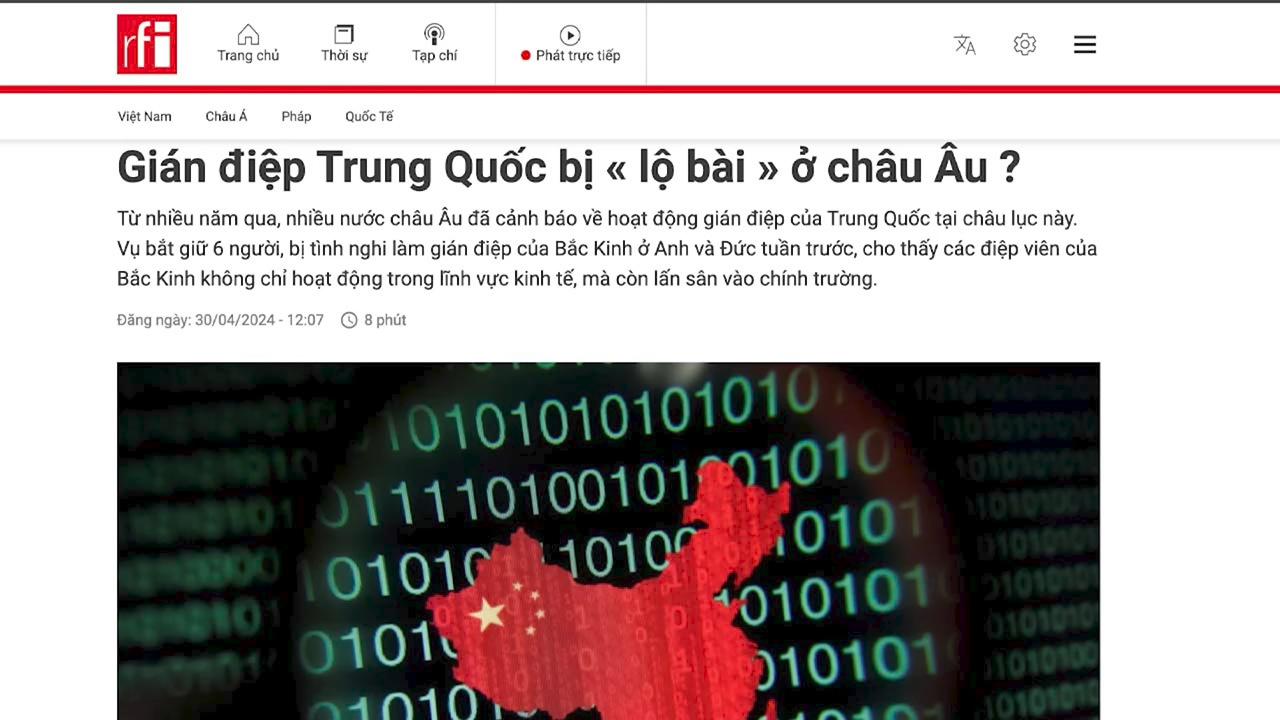 rfi
Trang chủ
Thời sự
Tạp chí
Phát trực tiếp
Việt Nam
Châu Á
Pháp
Quốc Tế
Gián điệp Trung Quốc bị « lộ bài » ở châu Âu ?
Từ nhiều năm qua, nhiều nước châu Âu đã cảnh báo về hoạt động gián điệp của Trung Quốc tại châu lục này.
Vụ bắt giữ 6 người, bị tình nghi làm gián điệp của Bắc Kinh ở Anh và Đức tuần trước, cho thấy các điệp viên của
Bắc Kinh không chỉ hoạt động trong lĩnh vực kinh tế, mà còn lấn sân vào chính trường.
Đăng ngày: 30/04/2024 - 12:07 8 phút